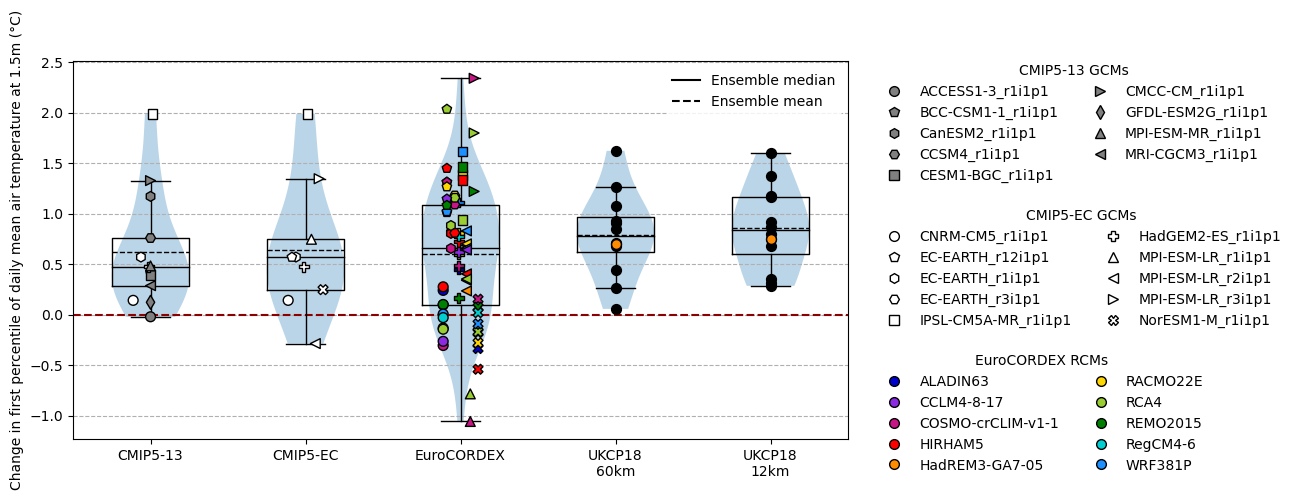 Change in first percentile of daily mean air temperature at 1.5m (°C)
2.5
2.0
1.5
1.0
0.5
0.0
−0.5
−1.0
Ensemble median
Ensemble mean
CMIP5-13
CMIP5-EC
EuroCORDEX
UKCP18
60km
UKCP18
12km
CMIP5-13 GCMs
ACCESS1-3_r1i1p1
BCC-CSM1-1_r1i1p1
CanESM2_r1i1p1
CCSM4_r1i1p1
CESM1-BGC_r1i1p1
CMCC-CM_r1i1p1
GFDL-ESM2G_r1i1p1
MPI-ESM-MR_r1i1p1
MRI-CGCM3_r1i1p1
CMIP5-EC GCMs
CNRM-CM5_r1i1p1
EC-EARTH_r12i1p1
EC-EARTH_r1i1p1
EC-EARTH_r3i1p1
IPSL-CM5A-MR_r1i1p1
HadGEM2-ES_r1i1p1
MPI-ESM-LR_r1i1p1
MPI-ESM-LR_r2i1p1
MPI-ESM-LR_r3i1p1
NorESM1-M_r1i1p1
EuroCORDEX RCMs
ALADIN63
CCLM4-8-17
COSMO-crCLIM-v1-1
HIRHAM5
HadREM3-GA7-05
RACMO22E
RCA4
REMO2015
RegCM4-6
WRF381P